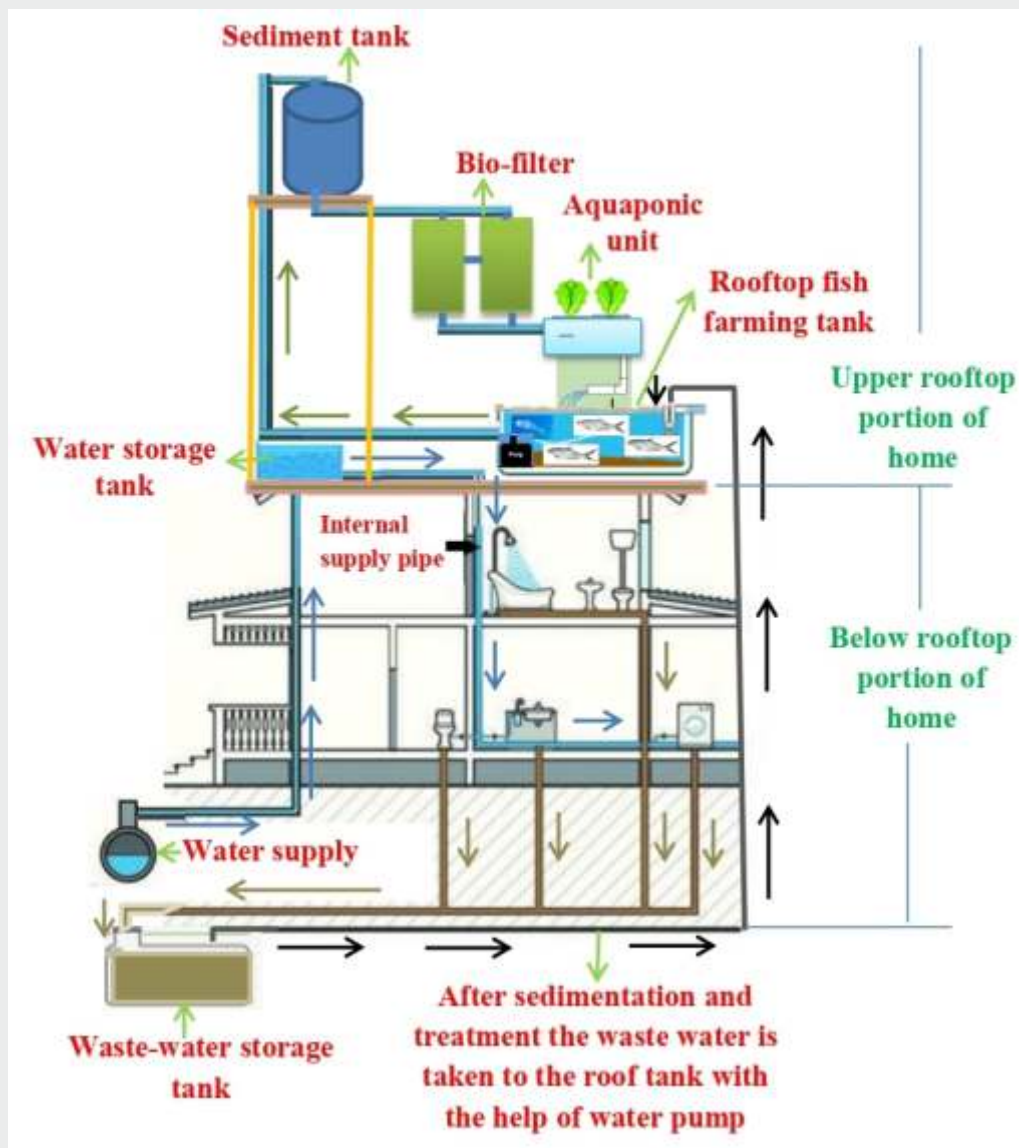 Sediment tank
Bio-filter
Aquaponic
unit
Rooftop fish
farming tank
Upper rooftop
portion of
home
Water storage
tank
Internal
supply pipe
Below rooftop
portion of
home
Water supply
Waste-water storage
tank
After sedimentation and
treatment the waste water is
taken to the roof tank with
the help of water pump